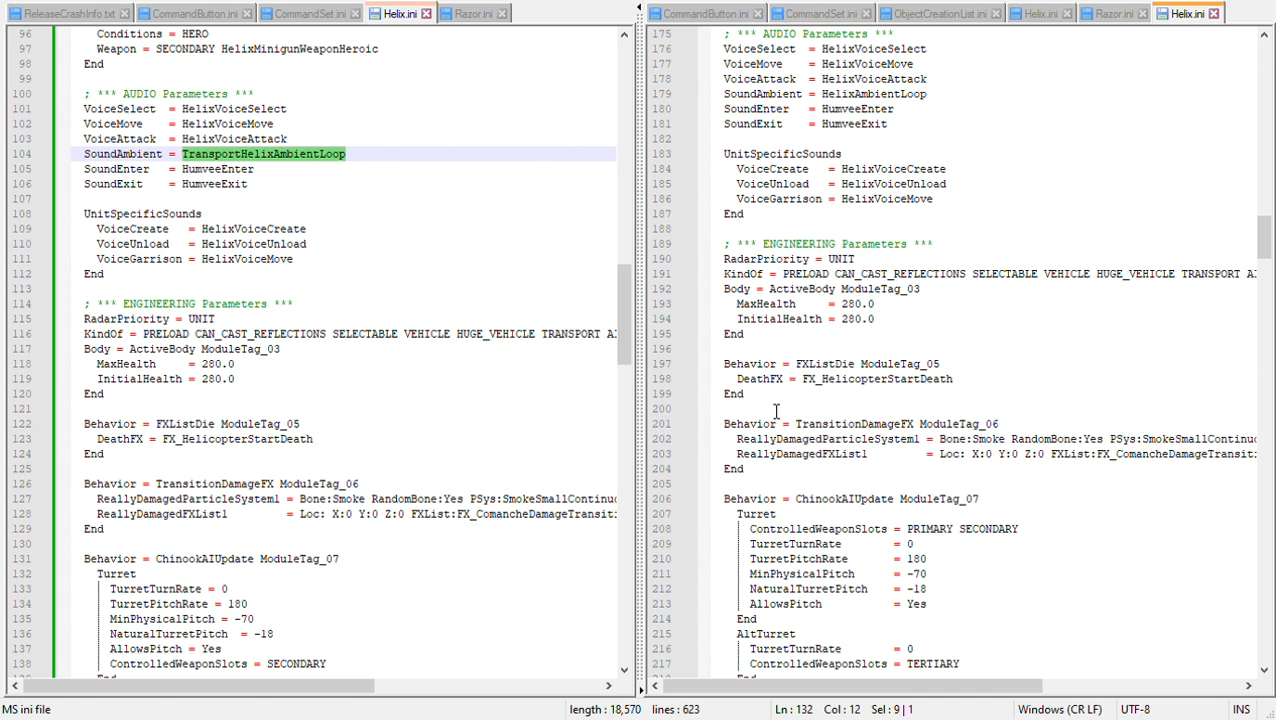 ReleaseCrashInfo.txt CommandButton.ini CommandSet.ini Helix.ini Razor.ini
96 Conditions = HERO
97 Weapon = SECONDARY HelixMinigunWeaponHeroic
98 End
99
100 ; *** AUDIO Parameters ***
101 VoiceSelect = HelixVoiceSelect
102 VoiceMove = HelixVoiceMove
103 VoiceAttack = HelixVoiceAttack
104 SoundAmbient = TransportHelixAmbientLoop
105 SoundEnter = HumveeEnter
106 SoundExit = HumveeExit
107
108 UnitSpecificSounds
109 VoiceCreate = HelixVoiceCreate
110 VoiceUnload = HelixVoiceUnload
111 VoiceGarrison = HelixVoiceMove
112 End
113
114 ; *** ENGINEERING Parameters ***
115 RadarPriority = UNIT
116 KindOf = PRELOAD CAN_CAST_REFLECTIONS SELECTABLE VEHICLE HUGE_VEHICLE TRANSPORT A
117 Body = ActiveBody ModuleTag_03
118 MaxHealth = 280.0
119 InitialHealth = 280.0
120 End
121
122 Behavior = FXListDie ModuleTag_05
123 DeathFX = FX_HelicopterStartDeath
124 End
125
126 Behavior = TransitionDamageFX ModuleTag_06
127 ReallyDamagedParticleSystem1 = Bone:Smoke RandomBone:Yes PSys:SmokeSmallContinuo
128 ReallyDamagedFXList1 = Loc: X:0 Y:0 Z:0 FXList:FX_ComancheDamageTransiti
129 End
130
131 Behavior = ChinookAIUpdate ModuleTag_07
132 Turret
133 TurretTurnRate = 0
134 TurretPitchRate = 180
135 MinPhysicalPitch = -70
136 NaturalTurretPitch = -18
137 AllowsPitch = Yes
138 ControlledWeaponSlots = SECONDARY
CommandButton.ini CommandSet.ini ObjectCreationList.ini Helix.ini Razor.ini Helix.ini
175 ; *** AUDIO Parameters ***
176 VoiceSelect = HelixVoiceSelect
177 VoiceMove = HelixVoiceMove
178 VoiceAttack = HelixVoiceAttack
179 SoundAmbient = HelixAmbientLoop
180 SoundEnter = HumveeEnter
181 SoundExit = HumveeExit
182
183 UnitSpecificSounds
184 VoiceCreate = HelixVoiceCreate
185 VoiceUnload = HelixVoiceUnload
186 VoiceGarrison = HelixVoiceMove
187 End
188
189 ; *** ENGINEERING Parameters ***
190 RadarPriority = UNIT
191 KindOf = PRELOAD CAN_CAST_REFLECTIONS SELECTABLE VEHICLE HUGE_VEHICLE TRANSPORT AI
192 Body = ActiveBody ModuleTag_03
193 MaxHealth = 280.0
194 InitialHealth = 280.0
195 End
196
197 Behavior = FXListDie ModuleTag_05
198 DeathFX = FX_HelicopterStartDeath
199 End
200
201 Behavior = TransitionDamageFX ModuleTag_06
202 ReallyDamagedParticleSystem1 = Bone:Smoke RandomBone:Yes PSys:SmokeSmallContinuo
203 ReallyDamagedFXList1 = Loc: X:0 Y:0 Z:0 FXList:FX_ComancheDamageTransiti
204 End
205
206 Behavior = ChinookAIUpdate ModuleTag_07
207 Turret
208 ControlledWeaponSlots = PRIMARY SECONDARY
209 TurretTurnRate = 0
210 TurretPitchRate = 180
211 MinPhysicalPitch = -70
212 NaturalTurretPitch = -18
213 AllowsPitch = Yes
214 End
215 AltTurret
216 TurretTurnRate = 0
217 ControlledWeaponSlots = TERTIARY
MS ini file length : 18,570 lines : 623 Ln : 132 Col : 12 Sel : 9 | 1 Windows (CR LF) UTF-8 INS